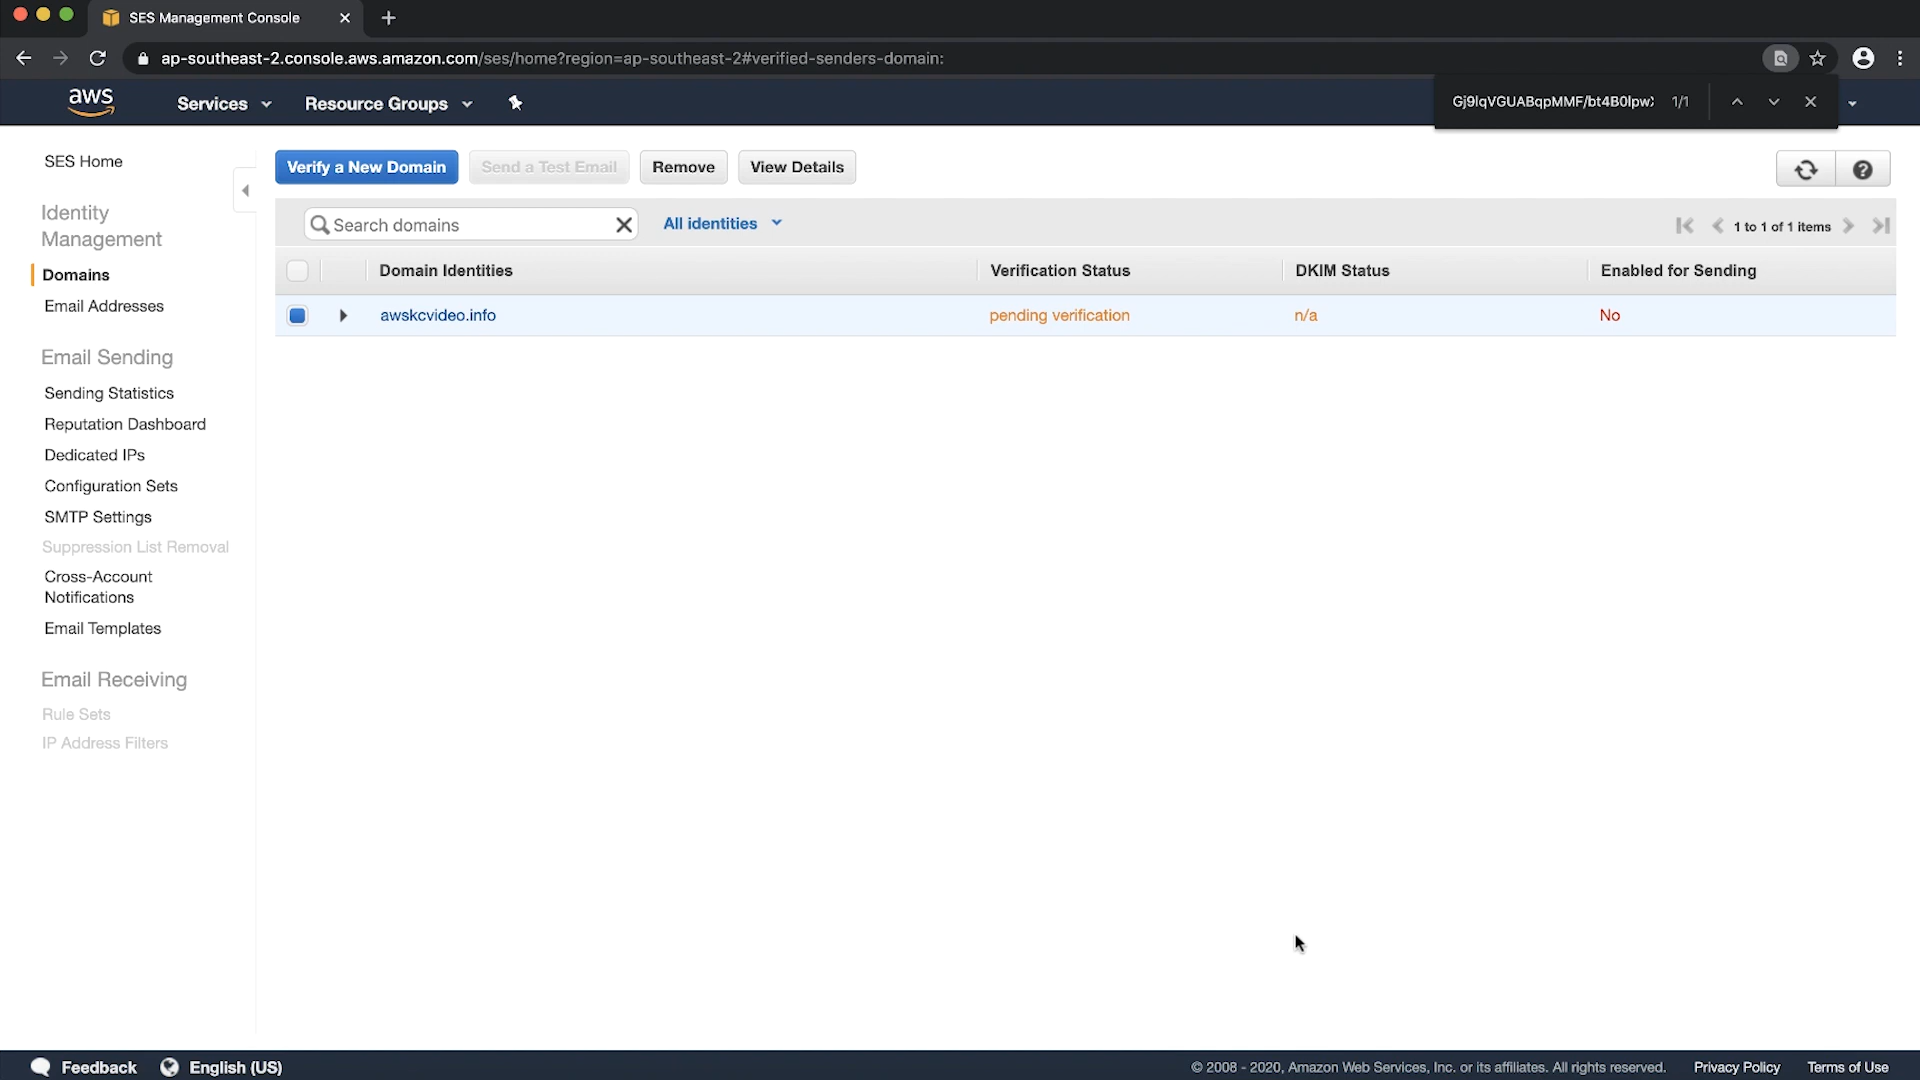 SES Management Console
ap-southeast-2.console.aws.amazon.com/ses/home?region=ap-southeast-2#verified-senders-domain:
aws
Services
Resource Groups
1/1
SES Home
Verify a New Domain
Send a Test Email
Remove
View Details
Identity
Management
Search domains
All identities
1 to 1 of 1 items
Domains
Domain Identities
Verification Status
DKIM Status
Enabled for Sending
Email Addresses
awskcvideo.info
pending verification
n/a
No
Email Sending
Sending Statistics
Reputation Dashboard
Dedicated IPs
Configuration Sets
SMTP Settings
Suppression List Removal
Cross-Account
Notifications
Email Templates
Email Receiving
Rule Sets
IP Address Filters
Feedback
English (US)
© 2008 - 2020, Amazon Web Services, Inc. or its affiliates. All rights reserved.
Privacy Policy
Terms of Use